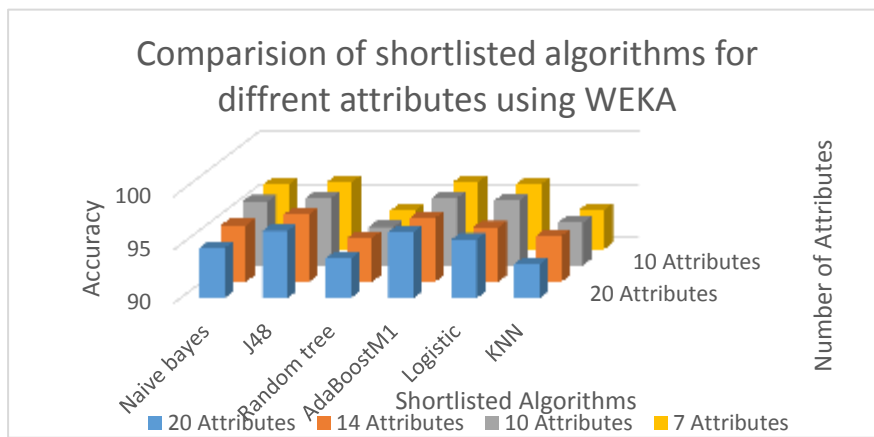 Comparision of shortlisted algorithms for
diffrent attributes using WEKA
Accuracy
100
95
90
Naive bayes
J48
Random tree
AdaBoostM1
Logistic
KNN
Shortlisted Algorithms
10 Attributes
20 Attributes
Number of Attributes
20 Attributes 14 Attributes 10 Attributes 7 Attributes